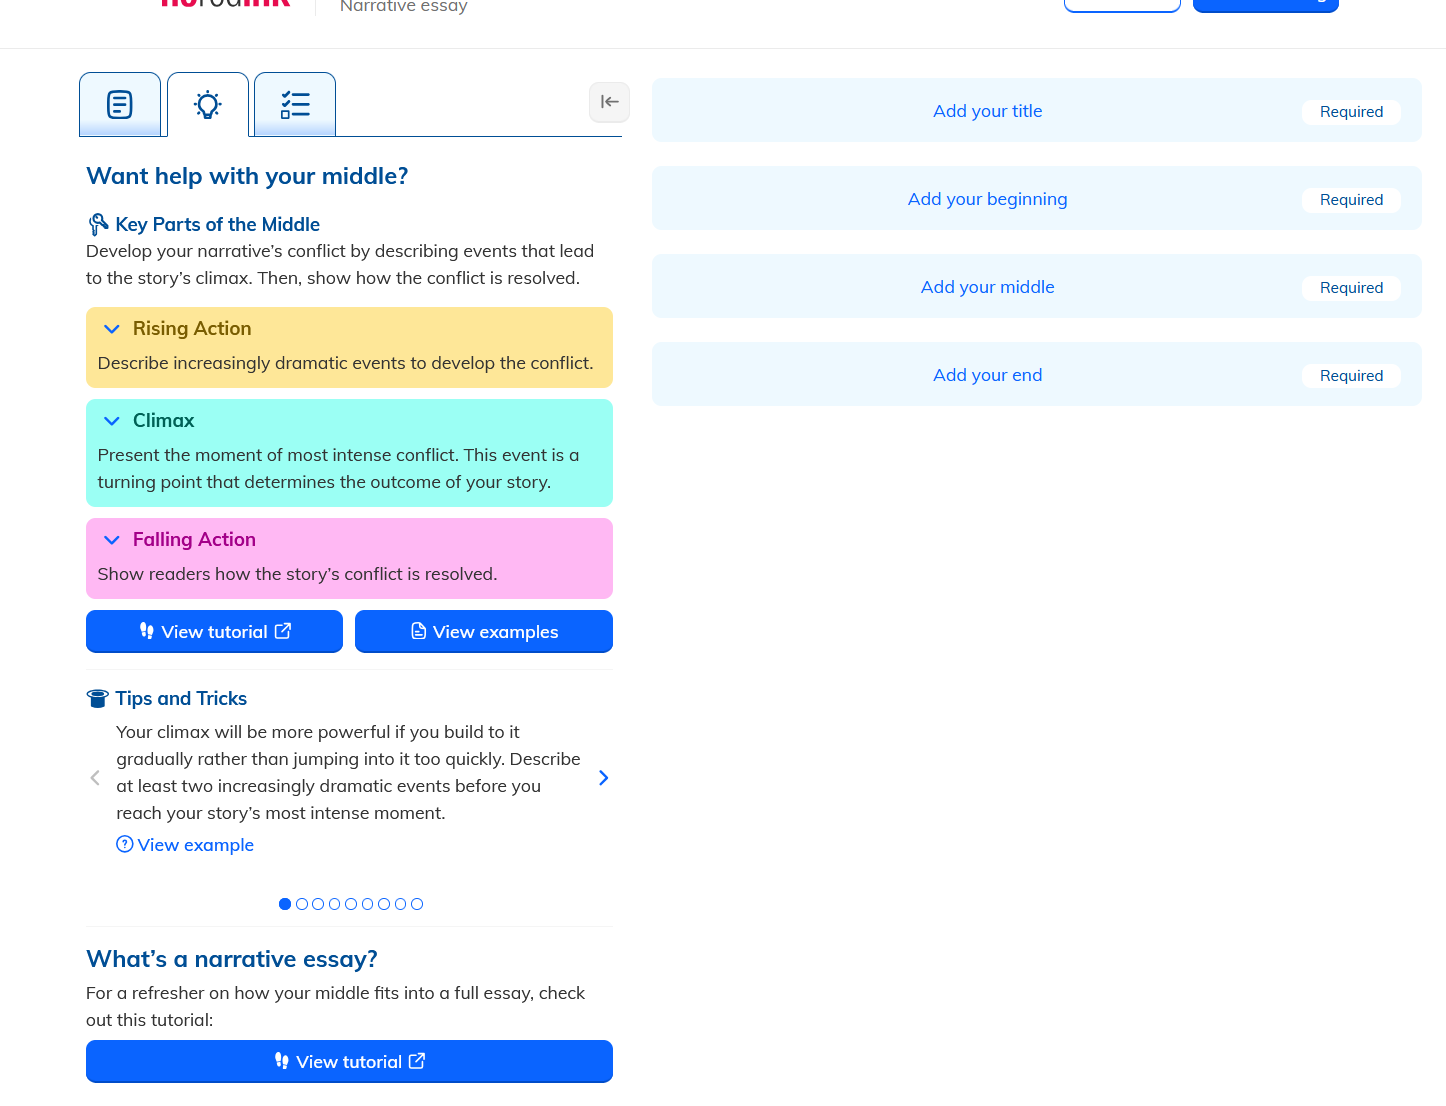 Narrative essay
Want help with your middle?
Key Parts of the Middle
Develop your narrative's conflict by describing events that lead
to the story's climax. Then, show how the conflict is resolved.
Rising Action
Describe increasingly dramatic events to develop the conflict.
Climax
Present the moment of most intense conflict. This event is a
turning point that determines the outcome of your story.
Falling Action
Show readers how the story's conflict is resolved.
View tutorial
View examples
Tips and Tricks
Your climax will be more powerful if you build to it
gradually rather than jumping into it too quickly. Describe
at least two increasingly dramatic events before you
reach your story's most intense moment.
View example
What's a narrative essay?
For a refresher on how your middle fits into a full essay, check
out this tutorial:
View tutorial
Add your title
Required
Add your beginning
Required
Add your middle
Required
Add your end
Required